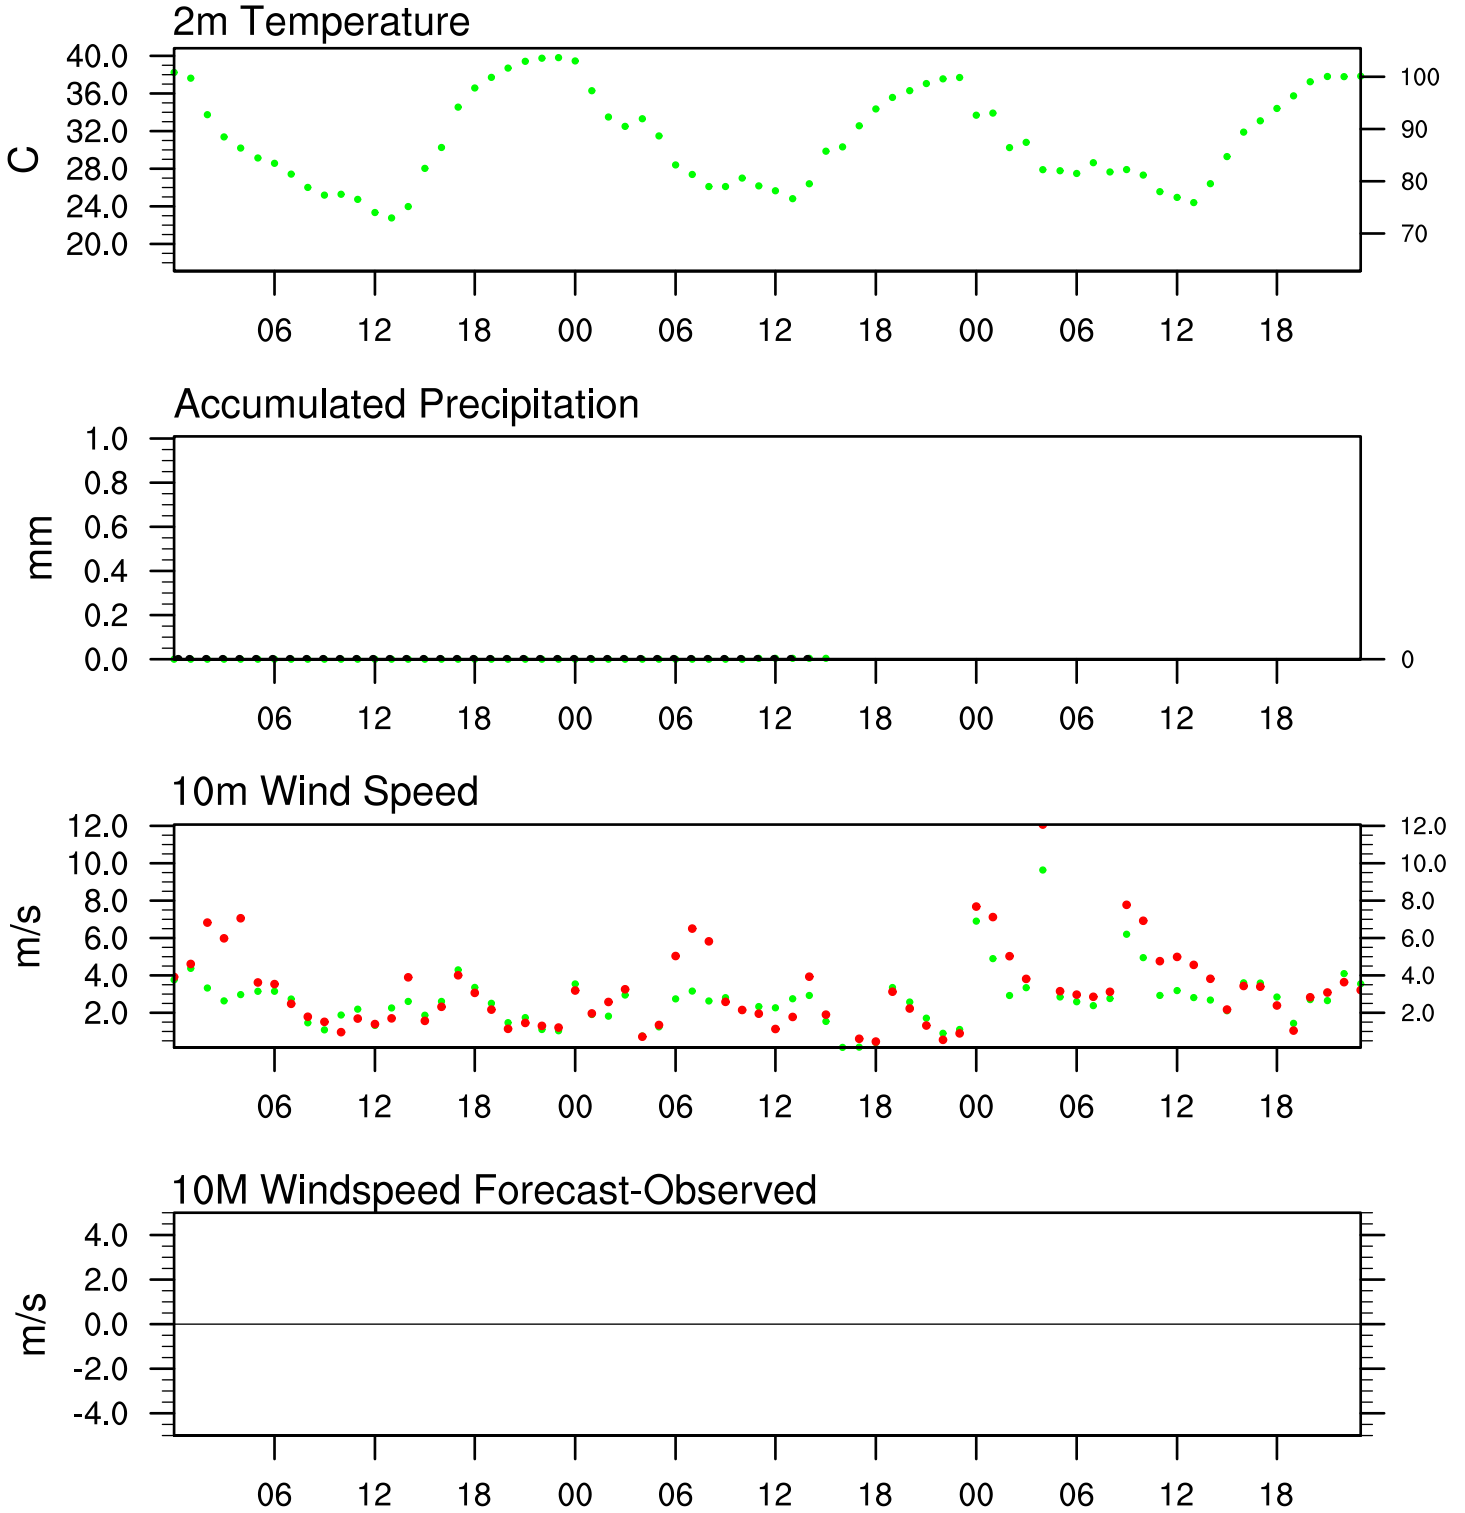 2m Temperature
40.0
36.0
32.0
28.0
24.0
20.0
C
100
90
80
70
06 12 18 00 06 12 18 00 06 12 18
Accumulated Precipitation
1.0
0.8
0.6
0.4
0.2
0.0
mm
0
06 12 18 00 06 12 18 00 06 12 18
10m Wind Speed
12.0
10.0
8.0
6.0
4.0
2.0
m/s
12.0
10.0
8.0
6.0
4.0
2.0
06 12 18 00 06 12 18 00 06 12 18
10M Windspeed Forecast-Observed
4.0
2.0
0.0
-2.0
-4.0
m/s
06 12 18 00 06 12 18 00 06 12 18